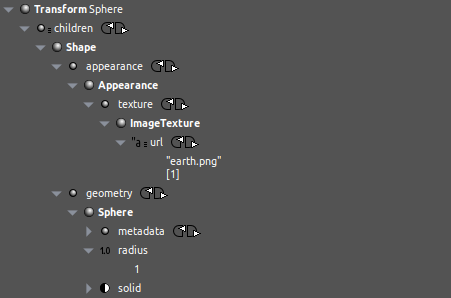 Transform Sphere
children
Shape
appearance
Appearance
texture
ImageTexture
"a url
"earth.png"
[1]
geometry
Sphere
metadata
1.0 radius
1
solid